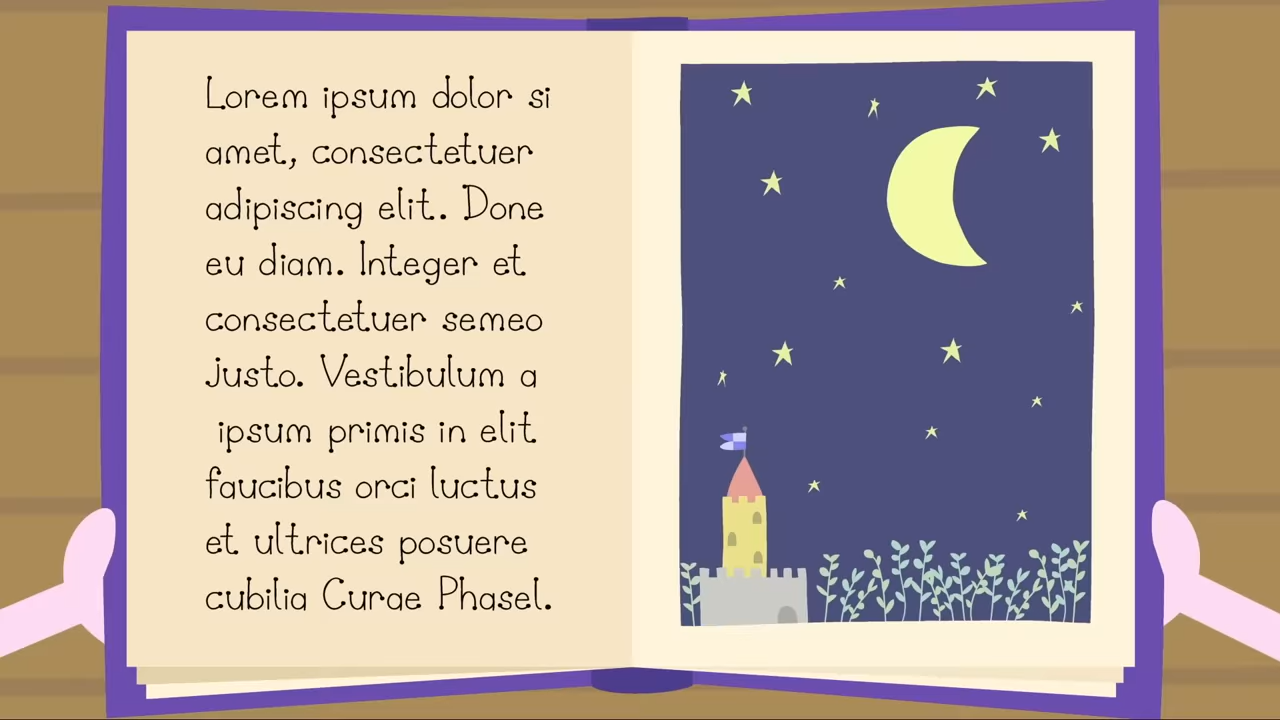 Lorem ipsum dolor si
amet, consectetuer
adipiscing elit. Done
eu diam. Integer et
consectetuer semeo
justo. Vestibulum a
ipsum primis in elit
faucibus orci luctus
et ultrices posuere
cubilia Curae Phasel.